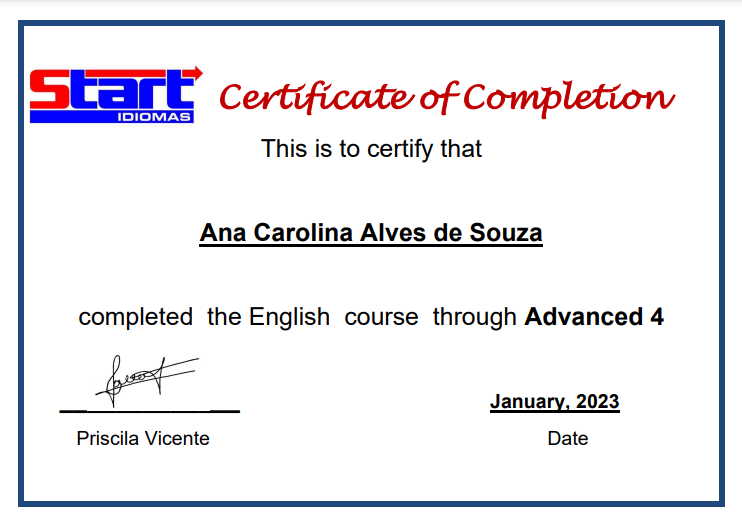 Start
IDIOMAS
Certificate of Completion
This is to certify that
Ana Carolina Alves de Souza
completed the English course through Advanced 4
January, 2023
Priscila Vicente
Date